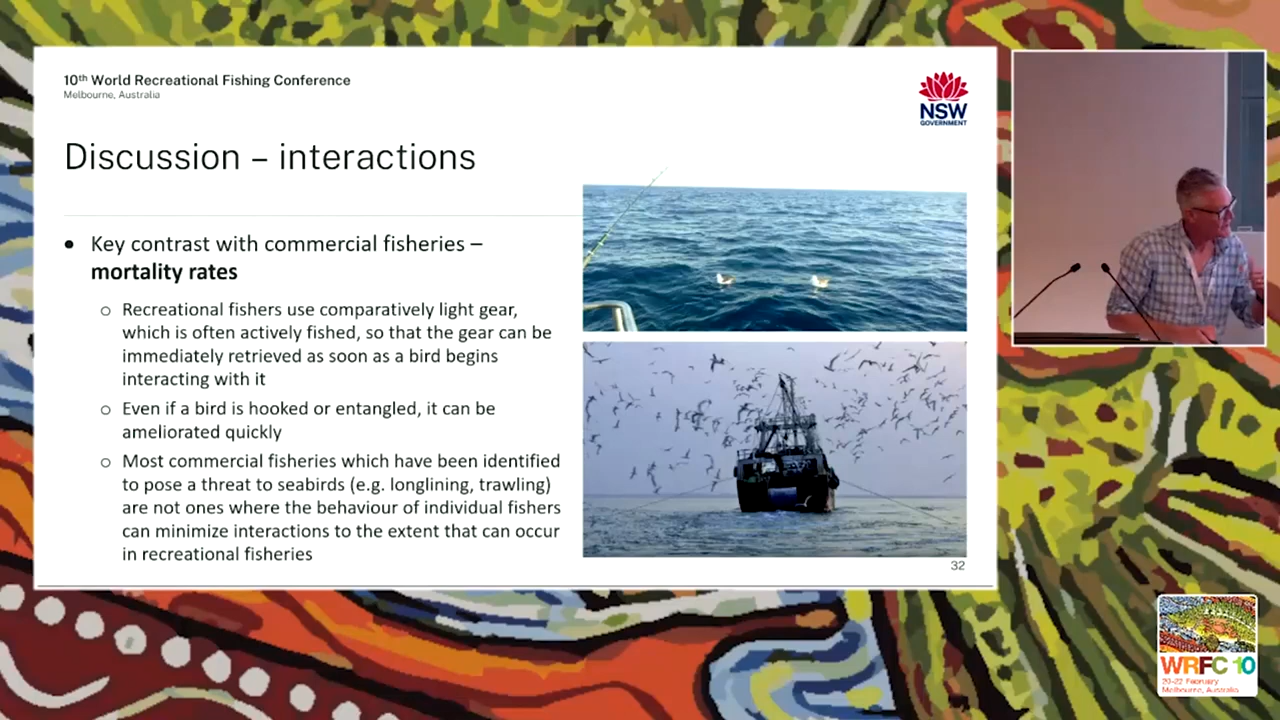 10th World Recreational Fishing Conference
Melbourne, Australia
NSW
GOVERNMENT
Discussion – interactions
● Key contrast with commercial fisheries –
mortality rates
○ Recreational fishers use comparatively light gear,
which is often actively fished, so that the gear can be
immediately retrieved as soon as a bird begins
interacting with it
○ Even if a bird is hooked or entangled, it can be
ameliorated quickly
○ Most commercial fisheries which have been identified
to pose a threat to seabirds (e.g. longlining, trawling)
are not ones where the behaviour of individual fishers
can minimize interactions to the extent that can occur
in recreational fisheries
32
WRFC 10
20-22 February
Melbourne, Australia